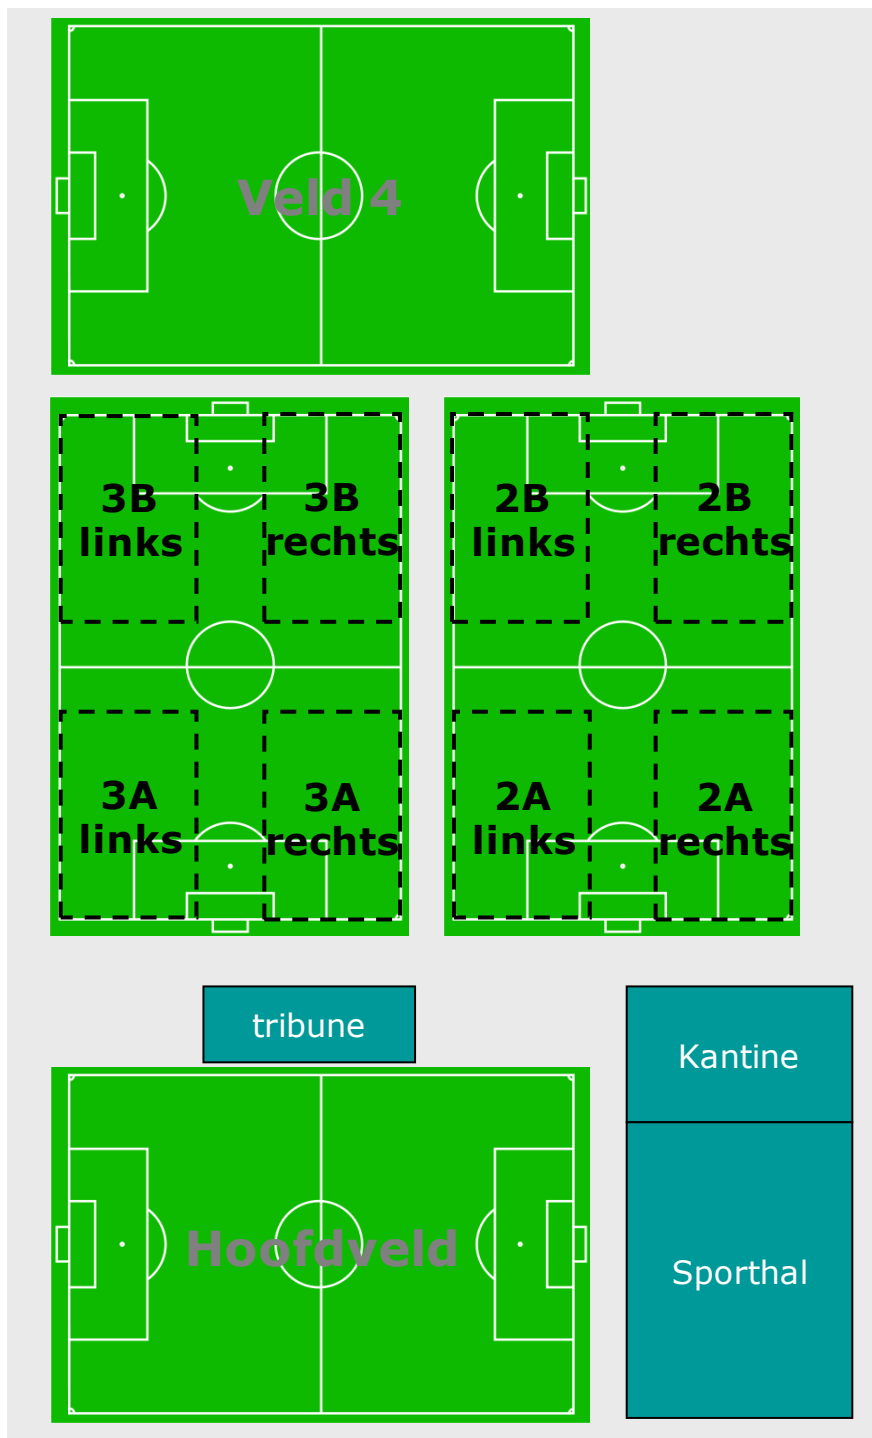 Veld 4
3B
links
3B
rechts
2B
links
2B
rechts
3A
links
3A
rechts
2A
links
2A
rechts
tribune
Kantine
Hoofdveld
Sporthal